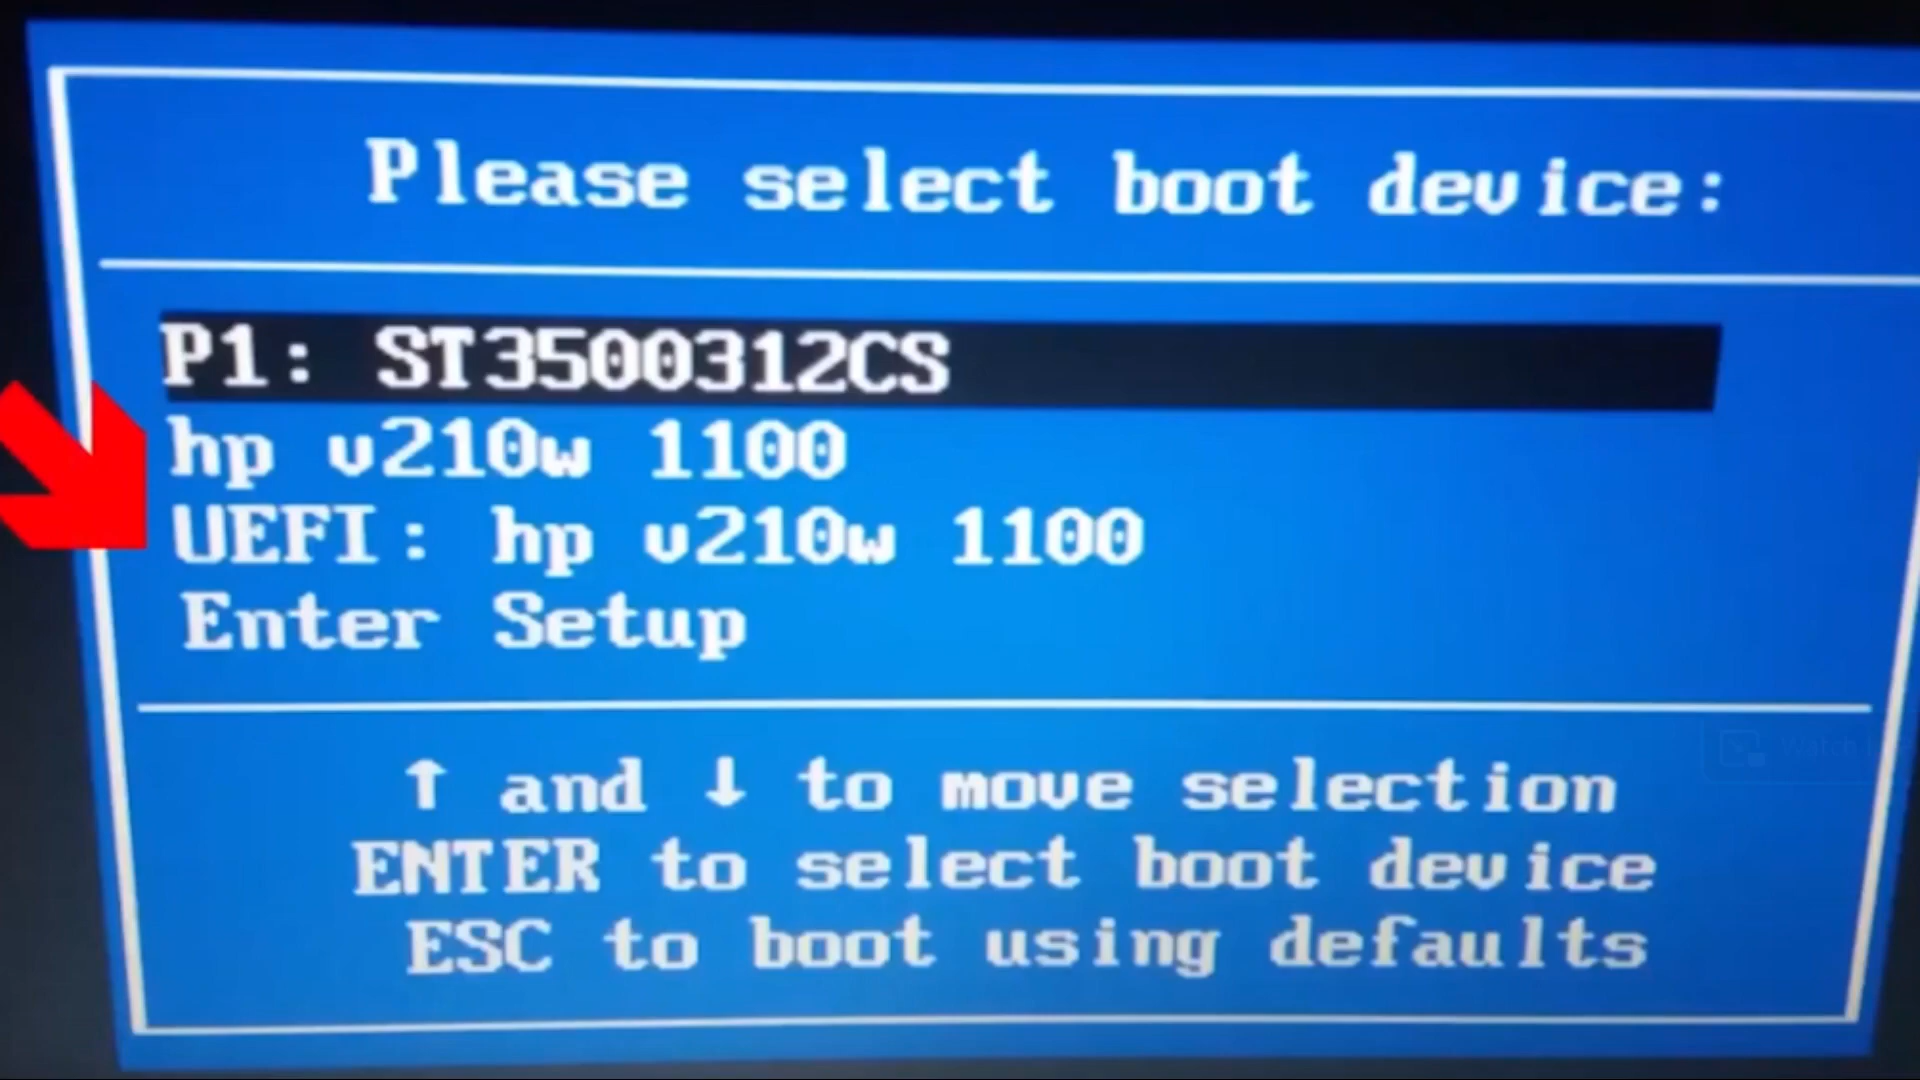 Please select boot device:
P1: ST3500312CS
hp v210w 1100
UEFI: hp v210w 1100
Enter Setup
↑ and ↓ to move selection
ENTER to select boot device
ESC to boot using defaults
Watch